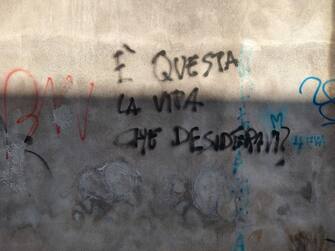 È QUESTA
LA VITA
CHE DESIDERAVI?